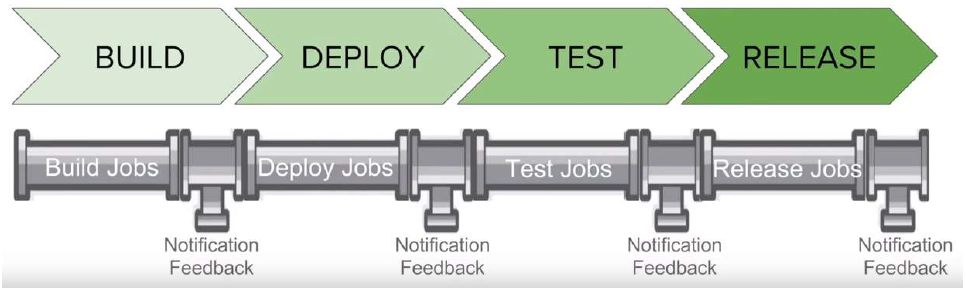 BUILD DEPLOY TEST RELEASE
Build Jobs Deploy Jobs Test Jobs Release Jobs
Notification Notification Notification Notification
Feedback Feedback Feedback Feedback